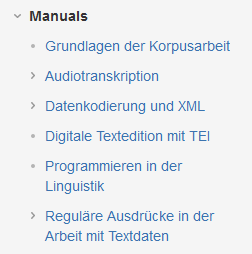 Manuals
Grundlagen der Korpusarbeit
Audiotranskription
Datenkodierung und XML
Digitale Textedition mit TEI
Programmieren in der
Linguistik
Reguläre Ausdrücke in der
Arbeit mit Textdaten